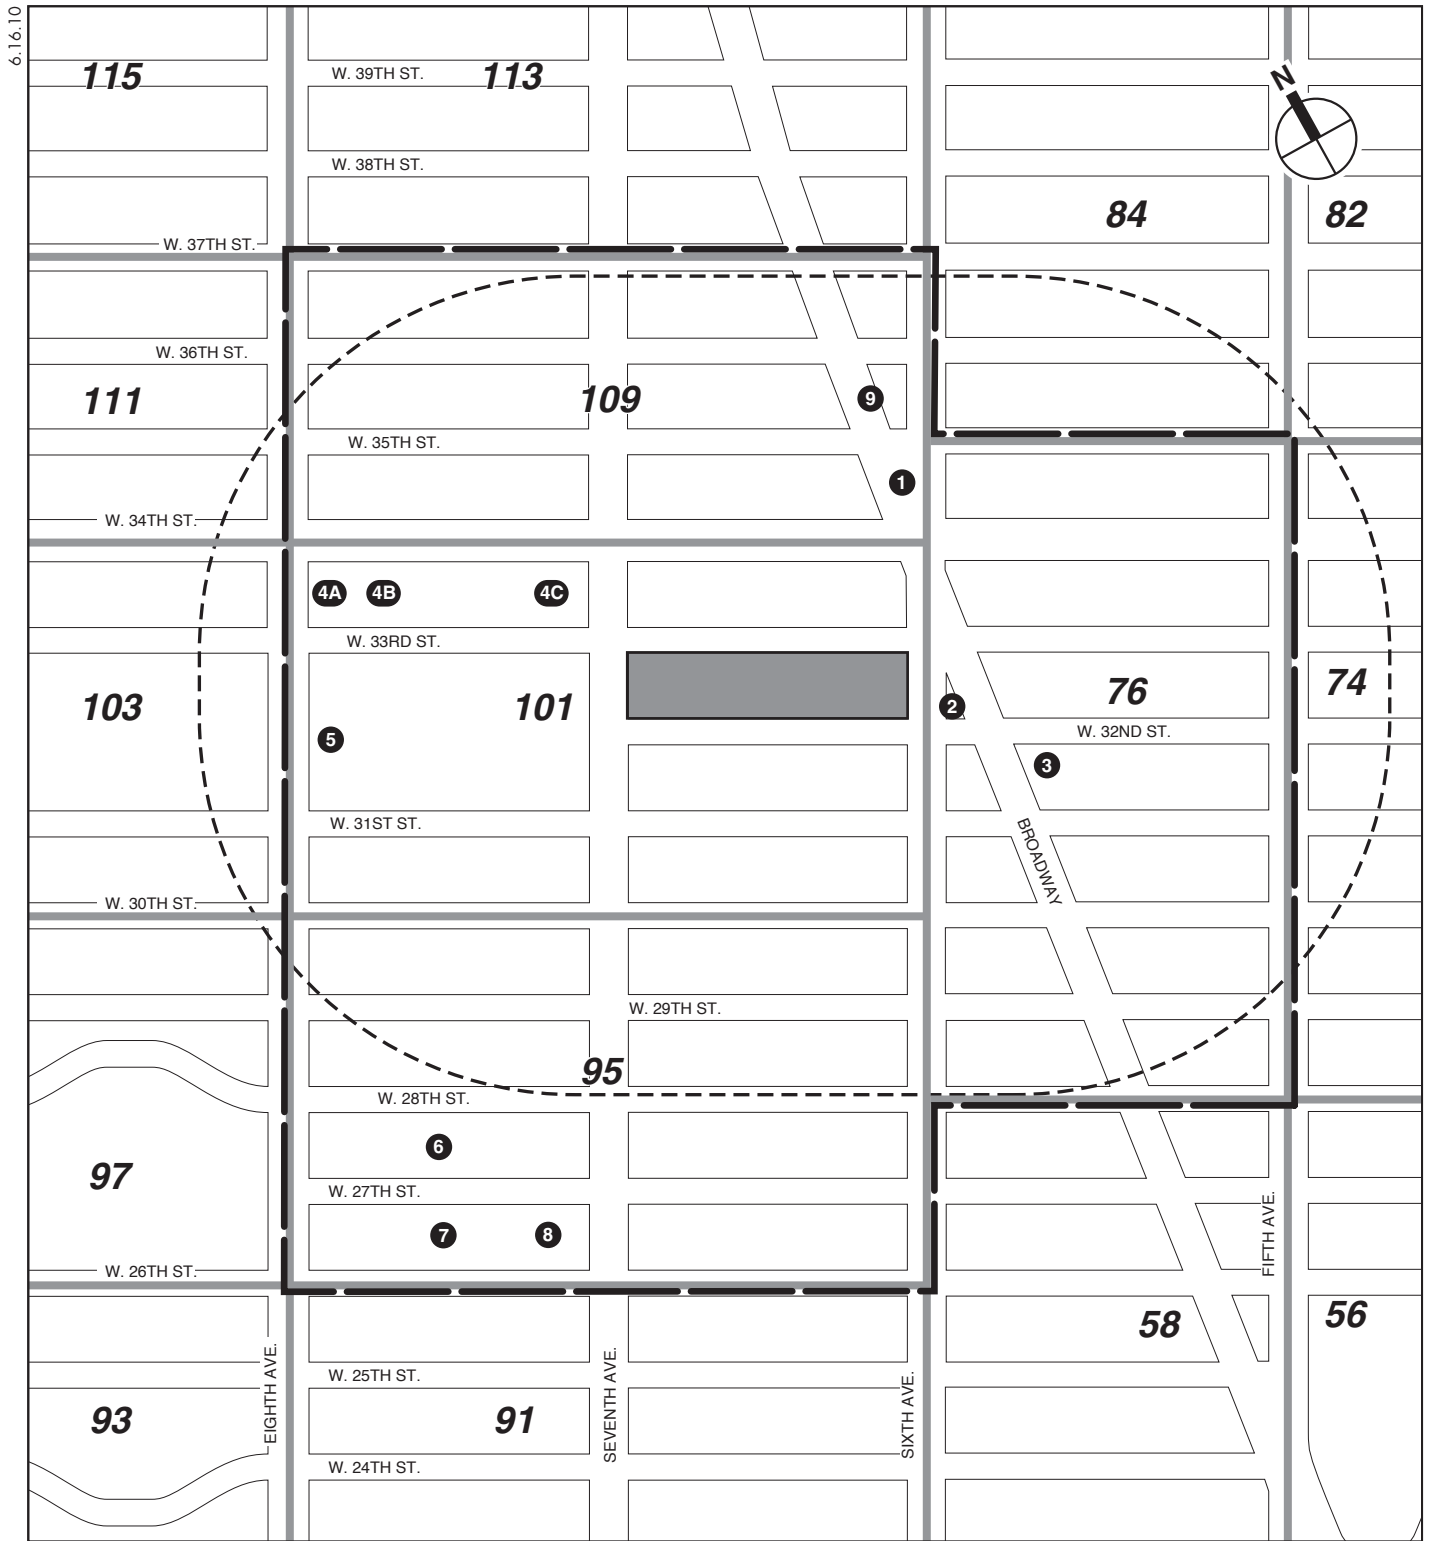 6.16.10
115
W. 39TH ST.
113
N
W. 38TH ST.
84
82
W. 37TH ST.
W. 36TH ST.
111
109
9
W. 35TH ST.
1
W. 34TH ST.
4A
4B
4C
W. 33RD ST.
103
101
76
74
2
W. 32ND ST.
5
3
W. 31ST ST.
BROADWAY
W. 30TH ST.
W. 29TH ST.
95
W. 28TH ST.
6
97
W. 27TH ST.
7
8
FIFTH AVE.
W. 26TH ST.
58
56
EIGHTH AVE.
W. 25TH ST.
SEVENTH AVE.
SIXTH AVE.
93
91
W. 24TH ST.